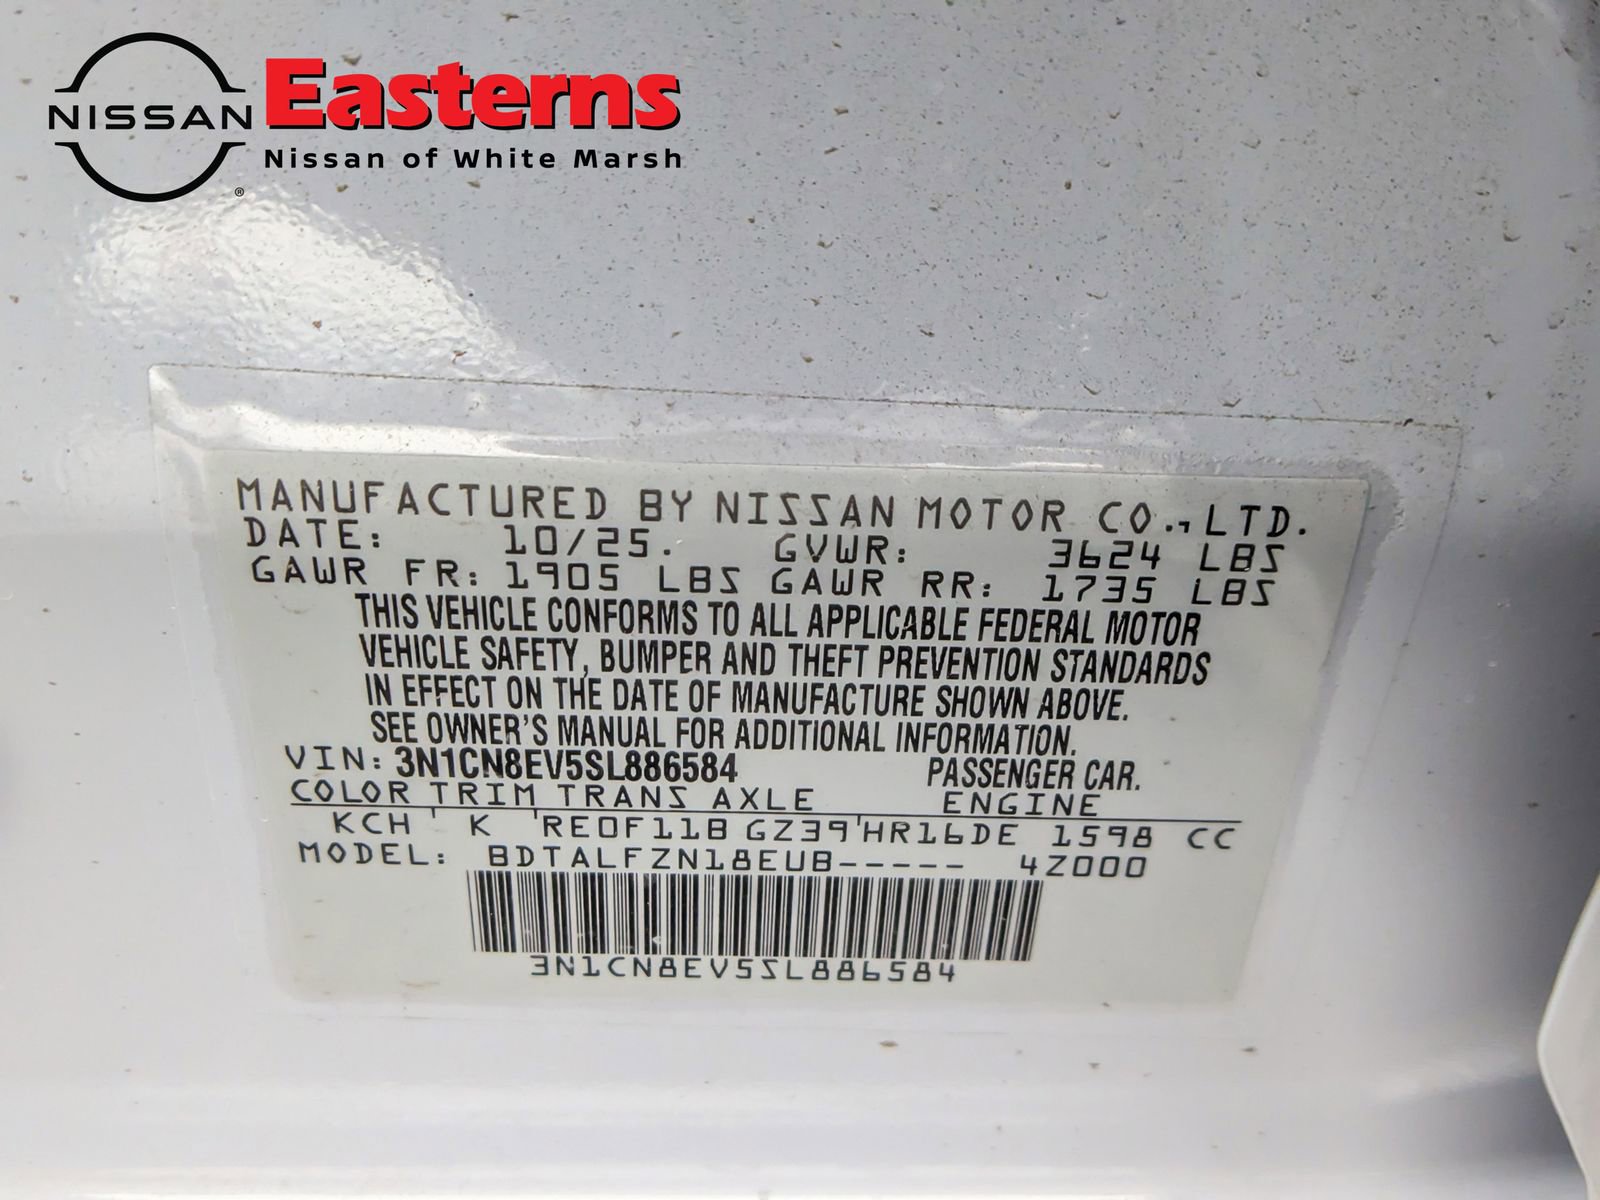 NISSAN
®
Easterns
Nissan of White Marsh
MANUFACTURED BY NISSAN MOTOR CO., LTD.
DATE: 10/25. GVWR: 3624 LBS
GAWR FR: 1905 LBS GAWR RR: 1735 LBS
THIS VEHICLE CONFORMS TO ALL APPLICABLE FEDERAL MOTOR
VEHICLE SAFETY, BUMPER AND THEFT PREVENTION STANDARDS
IN EFFECT ON THE DATE OF MANUFACTURE SHOWN ABOVE.
SEE OWNER'S MANUAL FOR ADDITIONAL INFORMATION.
VIN: 3N1CN8EV5SL886584 PASSENGER CAR.
COLOR TRIM TRANS AXLE ENGINE
KCH ' K 'RE0F11B GZ39'HR16DE 1598 CC
MODEL: BDTALFZN18EUB----- 4Z000
3N1CN8EV5SL886584